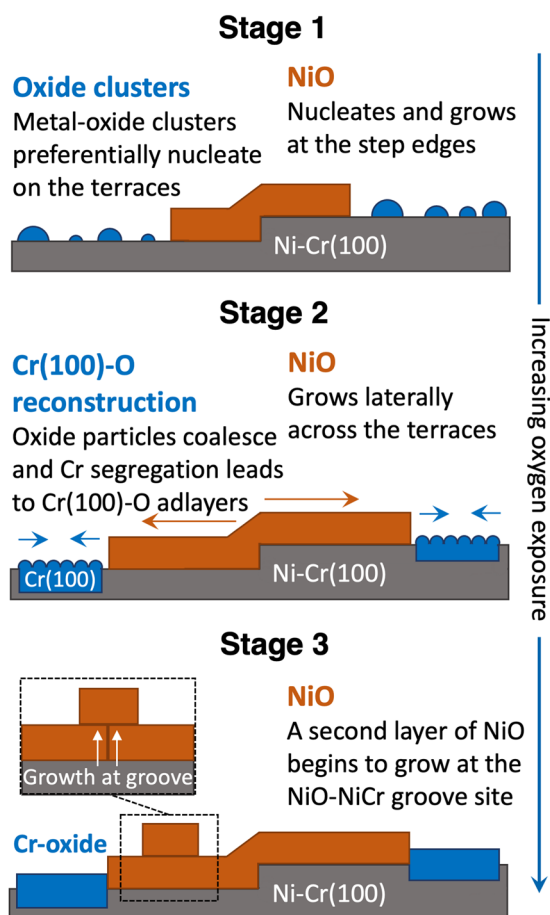 Stage 1
Oxide clusters
Metal-oxide clusters
preferentially nucleate
on the terraces
NiO
Nucleates and grows
at the step edges
Ni-Cr(100)
Stage 2
Cr(100)-O
reconstruction
Oxide particles coalesce
and Cr segregation leads
to Cr(100)-O adlayers
NiO
Grows laterally
across the terraces
Cr(100)
Ni-Cr(100)
Stage 3
Growth at groove
NiO
A second layer of NiO
begins to grow at the
NiO-NiCr groove site
Cr-oxide
Ni-Cr(100)
Increasing oxygen exposure